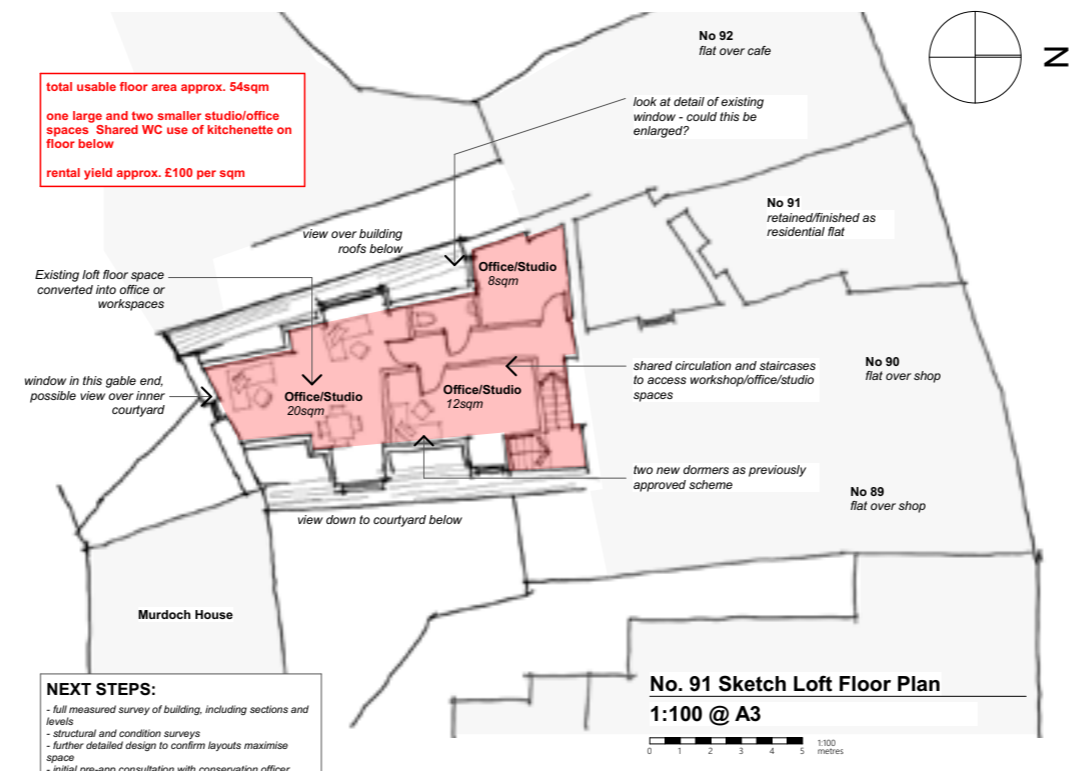 No 92
flat over cafe
N
total usable floor area approx. 54sqm
one large and two smaller studio/office
spaces  Shared WC use of kitchenette on
floor below
rental yield approx. £100 per sqm
look at detail of existing
window - could this be
enlarged?
No 91
retained/finished as
residential flat
view over building
roofs below
Office/Studio
8sqm
Existing loft floor space
converted into office or
workspaces
window in this gable end,
possible view over inner
courtyard
Office/Studio
20sqm
Office/Studio
12sqm
shared circulation and staircases
to access workshop/office/studio
spaces
No 90
flat over shop
two new dormers as previously
approved scheme
No 89
flat over shop
view down to courtyard below
Murdoch House
NEXT STEPS:
- full measured survey of building, including sections and
levels
- structural and condition surveys
- further detailed design to confirm layouts maximise
space
- initial pre-app consultation with conservation officer
No. 91 Sketch Loft Floor Plan
1:100 @ A3
0 1 2 3 4 5
1:100
metres